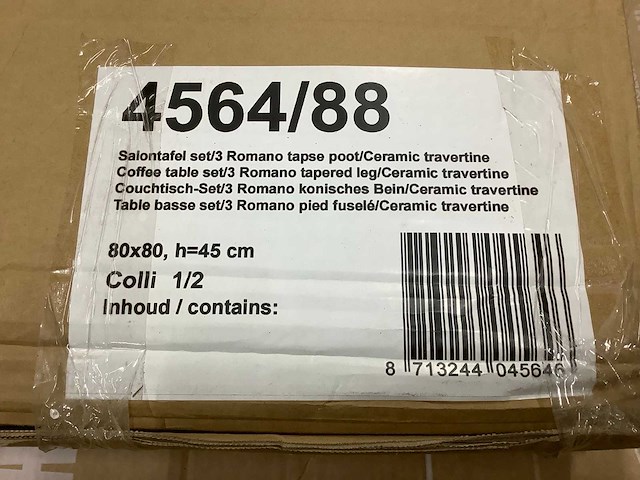 4564/88
Salontafel set/3 Romano tapse poot/Ceramic travertine
Coffee table set/3 Romano tapered leg/Ceramic travertine
Couchtisch-Set/3 Romano konisches Bein/Ceramic travertine
Table basse set/3 Romano pied fuselé/Ceramic travertine
80x80, h=45 cm
Colli 1/2
Inhoud / contains:
8 713244 045646